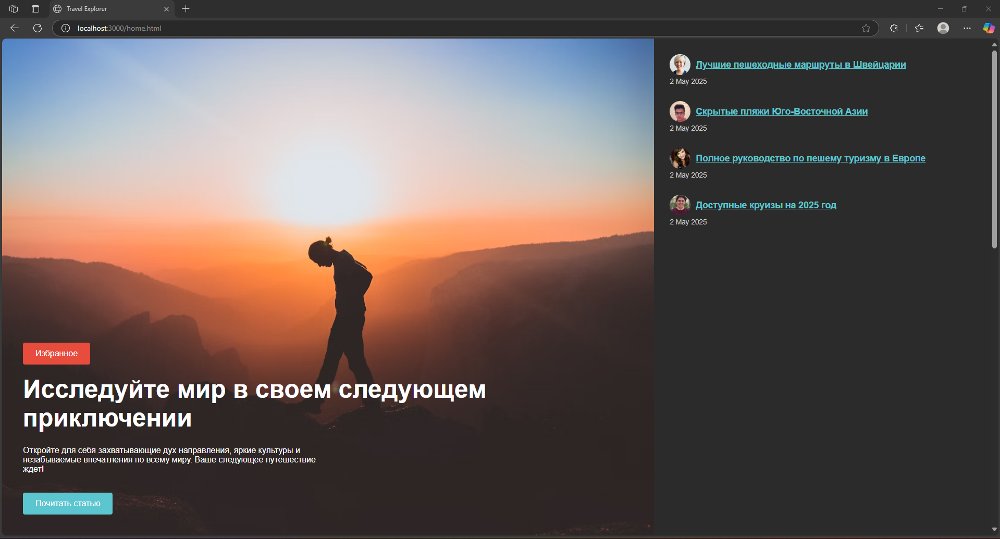 Travel Explorer
localhost:3000/home.html
Избранное
Исследуйте мир в своем следующем
приключении
Откройте для себя захватывающие дух направления, яркие культуры и
незабываемые впечатления по всему миру. Ваше следующее путешествие
ждет!
Почитать статью
Лучшие пешеходные маршруты в Швейцарии
2 May 2025
Скрытые пляжи Юго-Восточной Азии
2 May 2025
Полное руководство по пешему туризму в Европе
2 May 2025
Доступные круизы на 2025 год
2 May 2025